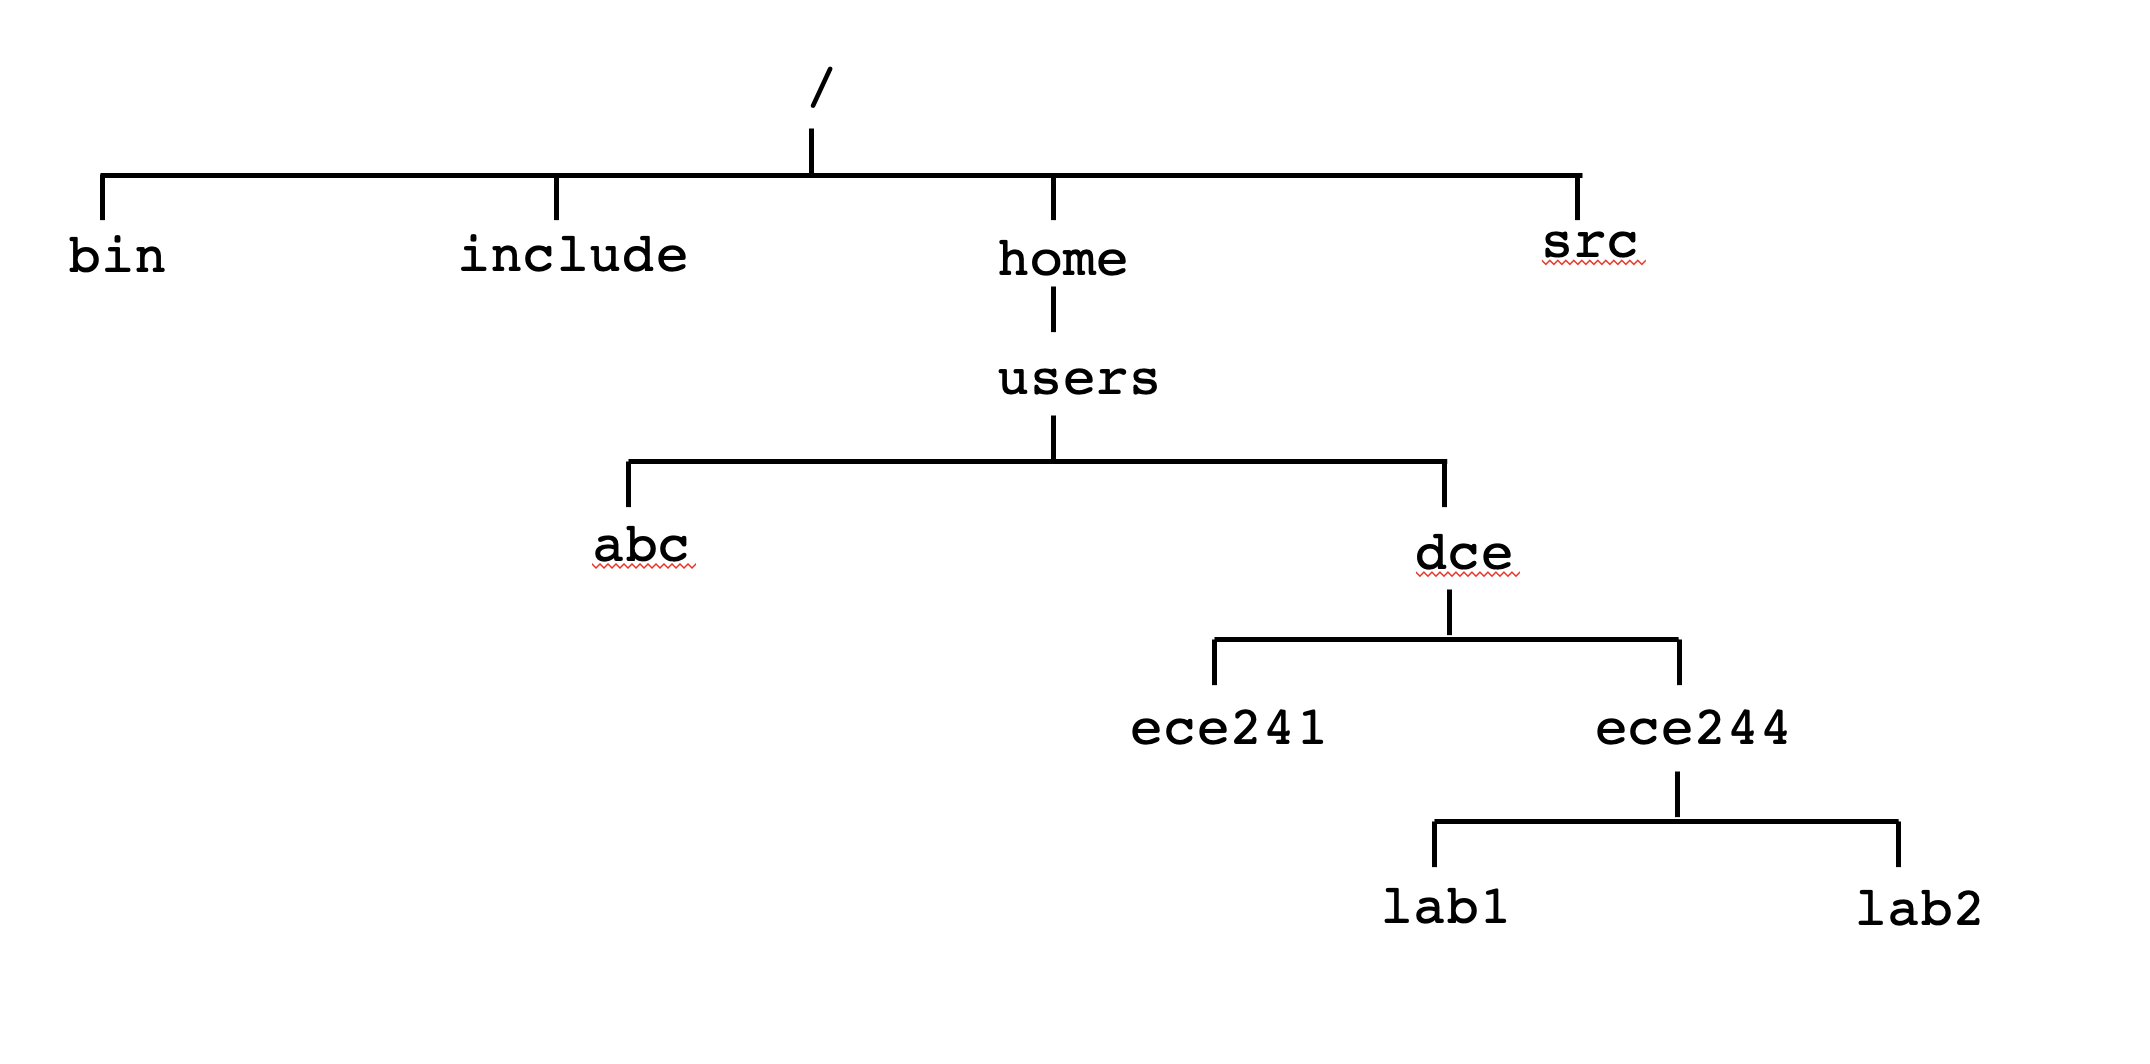 /
bin include home src
users
abc dce
ece241 ece244
lab1 lab2